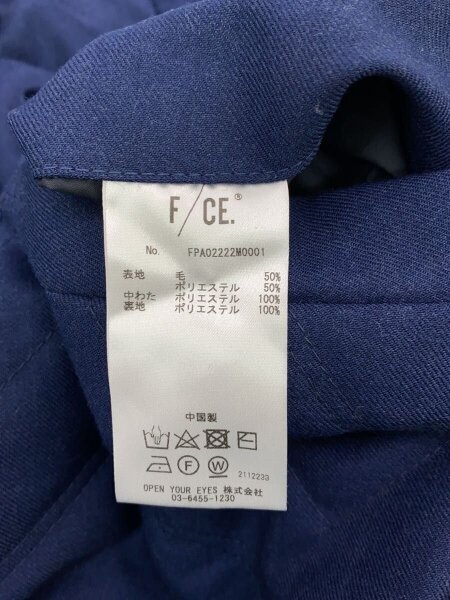 F/CE.®
No. FPA02222M0001
表地 毛 50%
ポリエステル 50%
中わた ポリエステル 100%
裏地 ポリエステル 100%
中国製
F W
2112233
OPEN YOUR EYES 株式会社
03-6455-1230